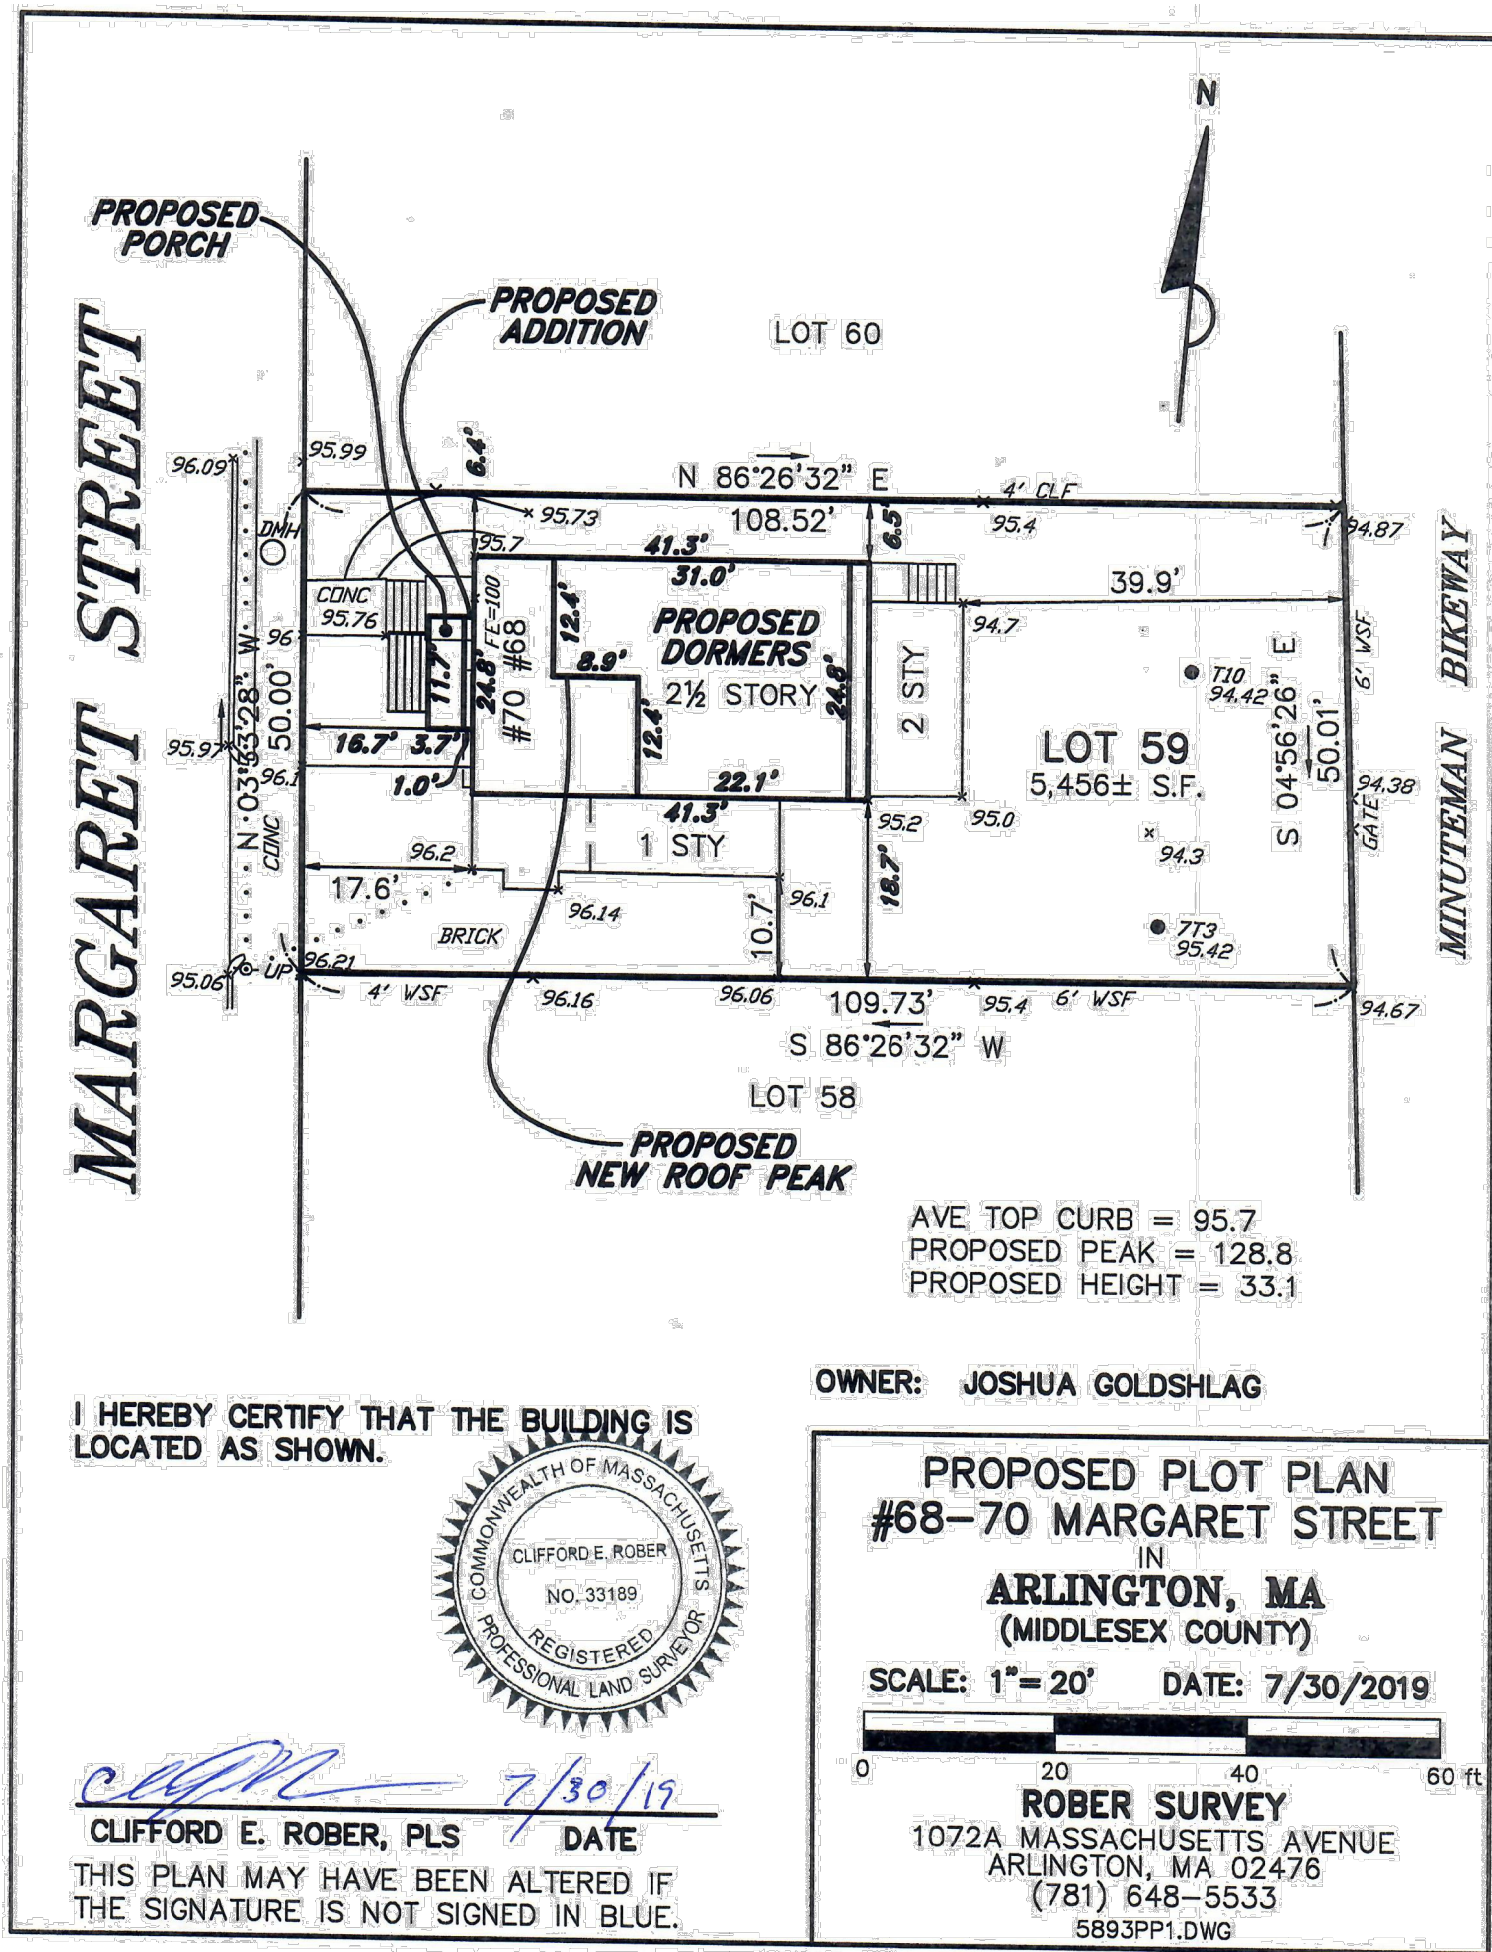 N
PROPOSED
PORCH
PROPOSED
ADDITION
LOT 60
MARGARET STREET
96.09
95.99
6.4'
N 86°26'32" E
108.52'
4' CLF
95.4
94.87
DMH
95.73
95.7
41.3'
31.0'
6.5'
39.9'
CONC
95.76
96
FE=100
#68
#70
12.4'
8.9'
12.4'
PROPOSED
DORMERS
2½ STORY
24.8'
24.8'
11.7'
2 STY
94.7
T10
94.42
LOT 59
5,456± S.F.
S 04°56'26" E
50.01'
6' WSF
MINUTEMAN BIKEWAY
N 03°53'28" W
50.00'
95.97
96.1
16.7'
3.7'
1.0'
22.1'
41.3'
1 STY
95.2
95.0
94.3
94.38
GATE
CONC
96.2
17.6'
96.14
BRICK
10.7'
96.1
18.7'
7T3
95.42
95.06
UP
96.21
4' WSF
96.16
96.06
109.73'
95.4
6' WSF
94.67
S 86°26'32" W
LOT 58
PROPOSED
NEW ROOF PEAK
AVE TOP CURB = 95.7
PROPOSED PEAK = 128.8
PROPOSED HEIGHT = 33.1
OWNER: JOSHUA GOLDSHLAG
I HEREBY CERTIFY THAT THE BUILDING IS
LOCATED AS SHOWN.
COMMONWEALTH OF MASSACHUSETTS
CLIFFORD E. ROBER
NO. 33189
REGISTERED
PROFESSIONAL LAND SURVEYOR
7/30/19
CLIFFORD E. ROBER, PLS DATE
THIS PLAN MAY HAVE BEEN ALTERED IF
THE SIGNATURE IS NOT SIGNED IN BLUE.
PROPOSED PLOT PLAN
#68-70 MARGARET STREET
IN
ARLINGTON, MA
(MIDDLESEX COUNTY)
SCALE: 1"=20' DATE: 7/30/2019
0 20 40 60 ft
ROBER SURVEY
1072A MASSACHUSETTS AVENUE
ARLINGTON, MA 02476
(781) 648-5533
5893PP1.DWG